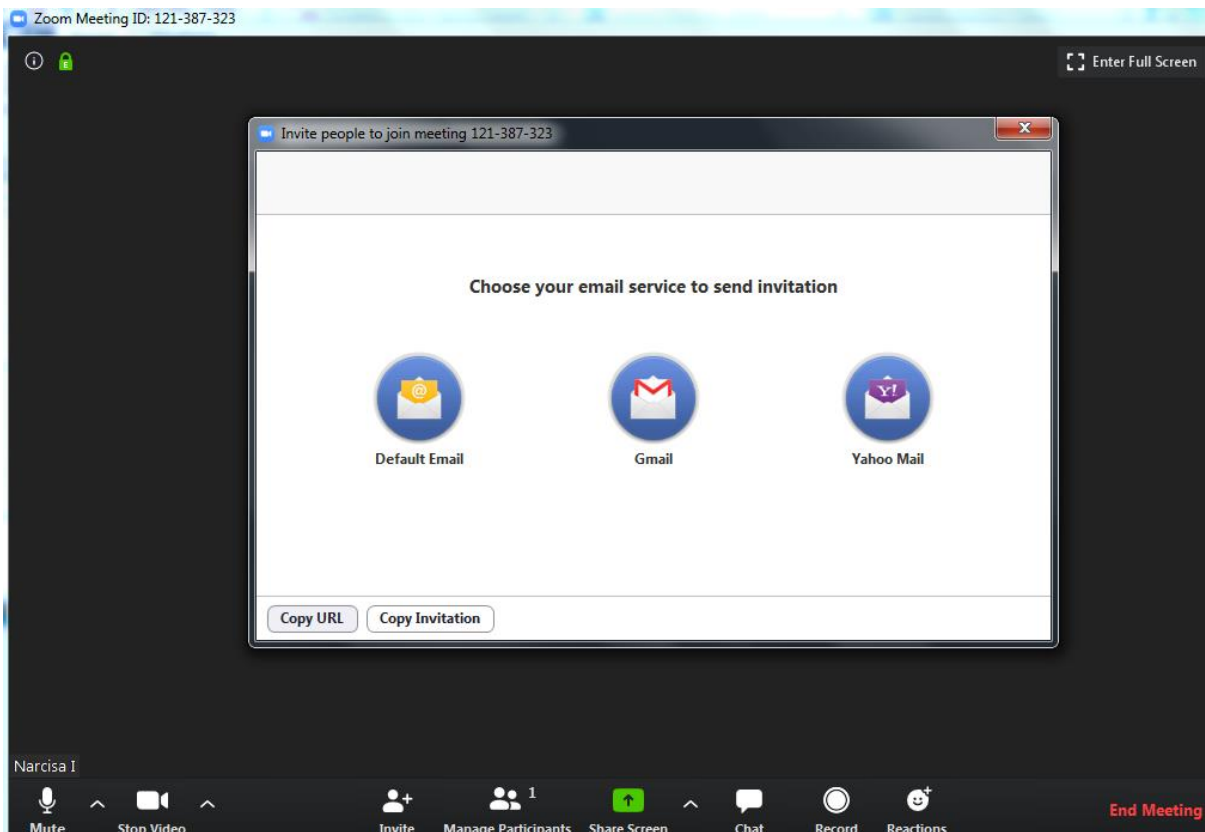 Zoom Meeting ID: 121-387-323
Enter Full Screen
Invite people to join meeting 121-387-323
Choose your email service to send invitation
@
Y!
Default Email Gmail Yahoo Mail
Copy URL Copy Invitation
Narcisa I
1
Mute Stop Video Invite Manage Participants Share Screen Chat Record Reactions End Meeting